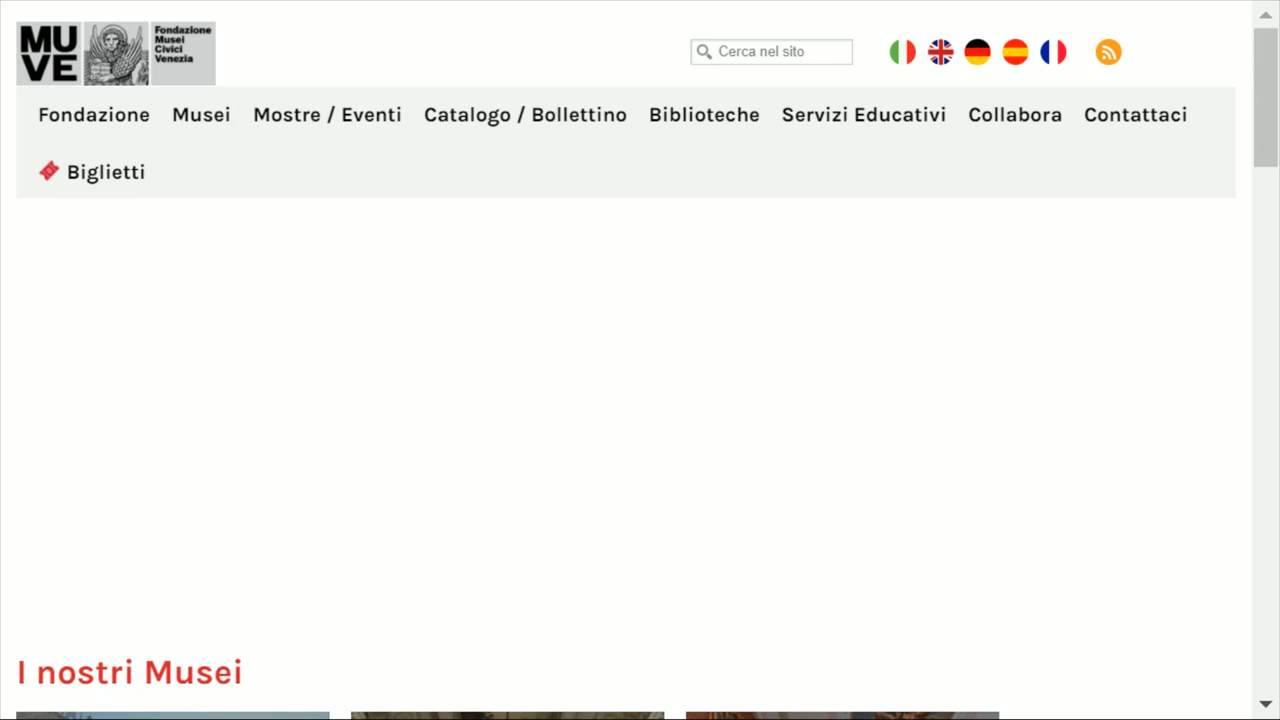 MU
VE
Fondazione
Musei
Civici
Venezia
Cerca nel sito
Fondazione Musei Mostre / Eventi Catalogo / Bollettino Biblioteche Servizi Educativi Collabora Contattaci
Biglietti
I nostri Musei